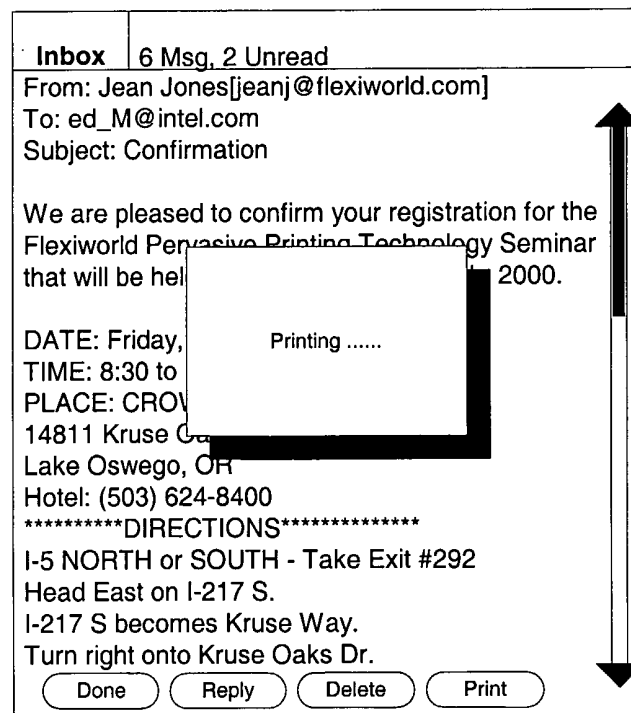 Inbox 6 Msg, 2 Unread
From: Jean Jones[jeanj@flexiworld.com]
To: ed_M@intel.com
Subject: Confirmation
We are pleased to confirm your registration for the
Flexiworld Pervasive Printing Technology Seminar
that will be hel 2000.
DATE: Friday,
TIME: 8:30 to
PLACE: CROW
14811 Kruse
Lake Oswego, OR
Hotel: (503) 624-8400
**********DIRECTIONS**************
I-5 NORTH or SOUTH - Take Exit #292
Head East on I-217 S.
I-217 S becomes Kruse Way.
Turn right onto Kruse Oaks Dr.
Printing ......
Done Reply Delete Print